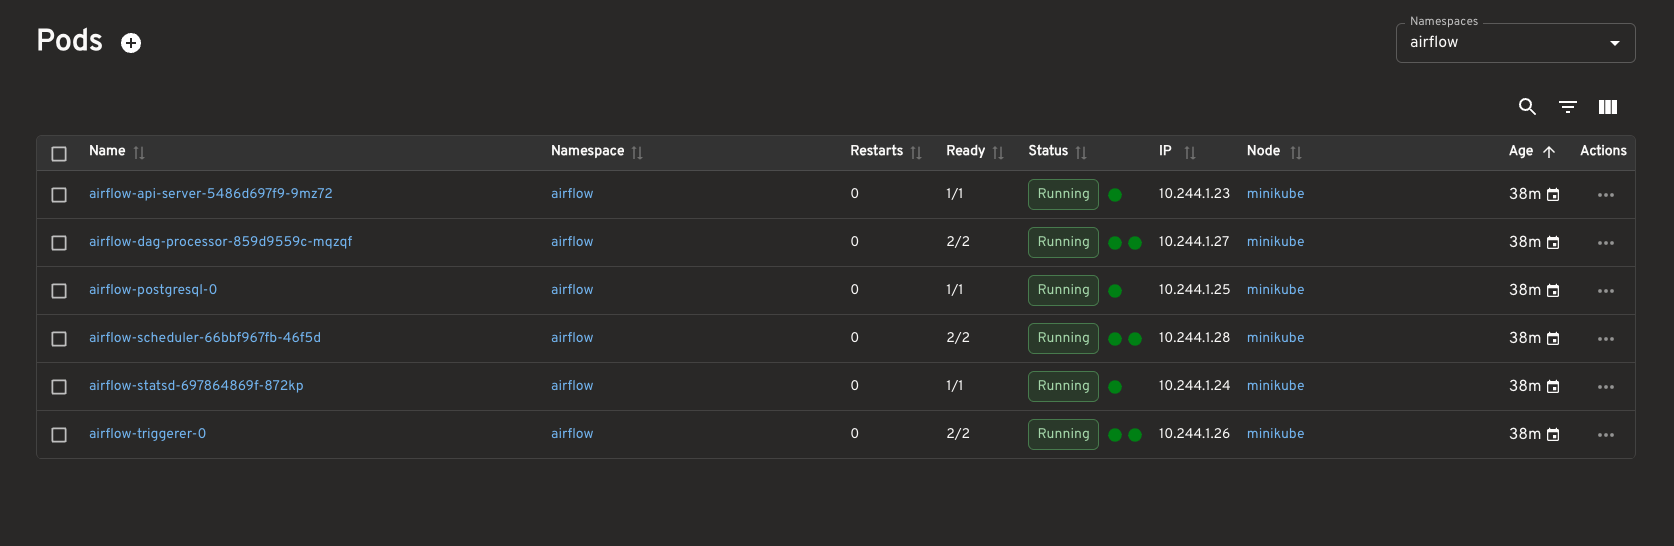 Pods
Namespaces
airflow
Name Namespace Restarts Ready Status IP Node Age Actions
airflow-api-server-5486d697f9-9mz72 airflow 0 1/1 Running 10.244.1.23 minikube 38m
airflow-dag-processor-859d9559c-mqzqf airflow 0 2/2 Running 10.244.1.27 minikube 38m
airflow-postgresql-0 airflow 0 1/1 Running 10.244.1.25 minikube 38m
airflow-scheduler-66bbf967fb-46f5d airflow 0 2/2 Running 10.244.1.28 minikube 38m
airflow-statsd-697864869f-872kp airflow 0 1/1 Running 10.244.1.24 minikube 38m
airflow-triggerer-0 airflow 0 2/2 Running 10.244.1.26 minikube 38m